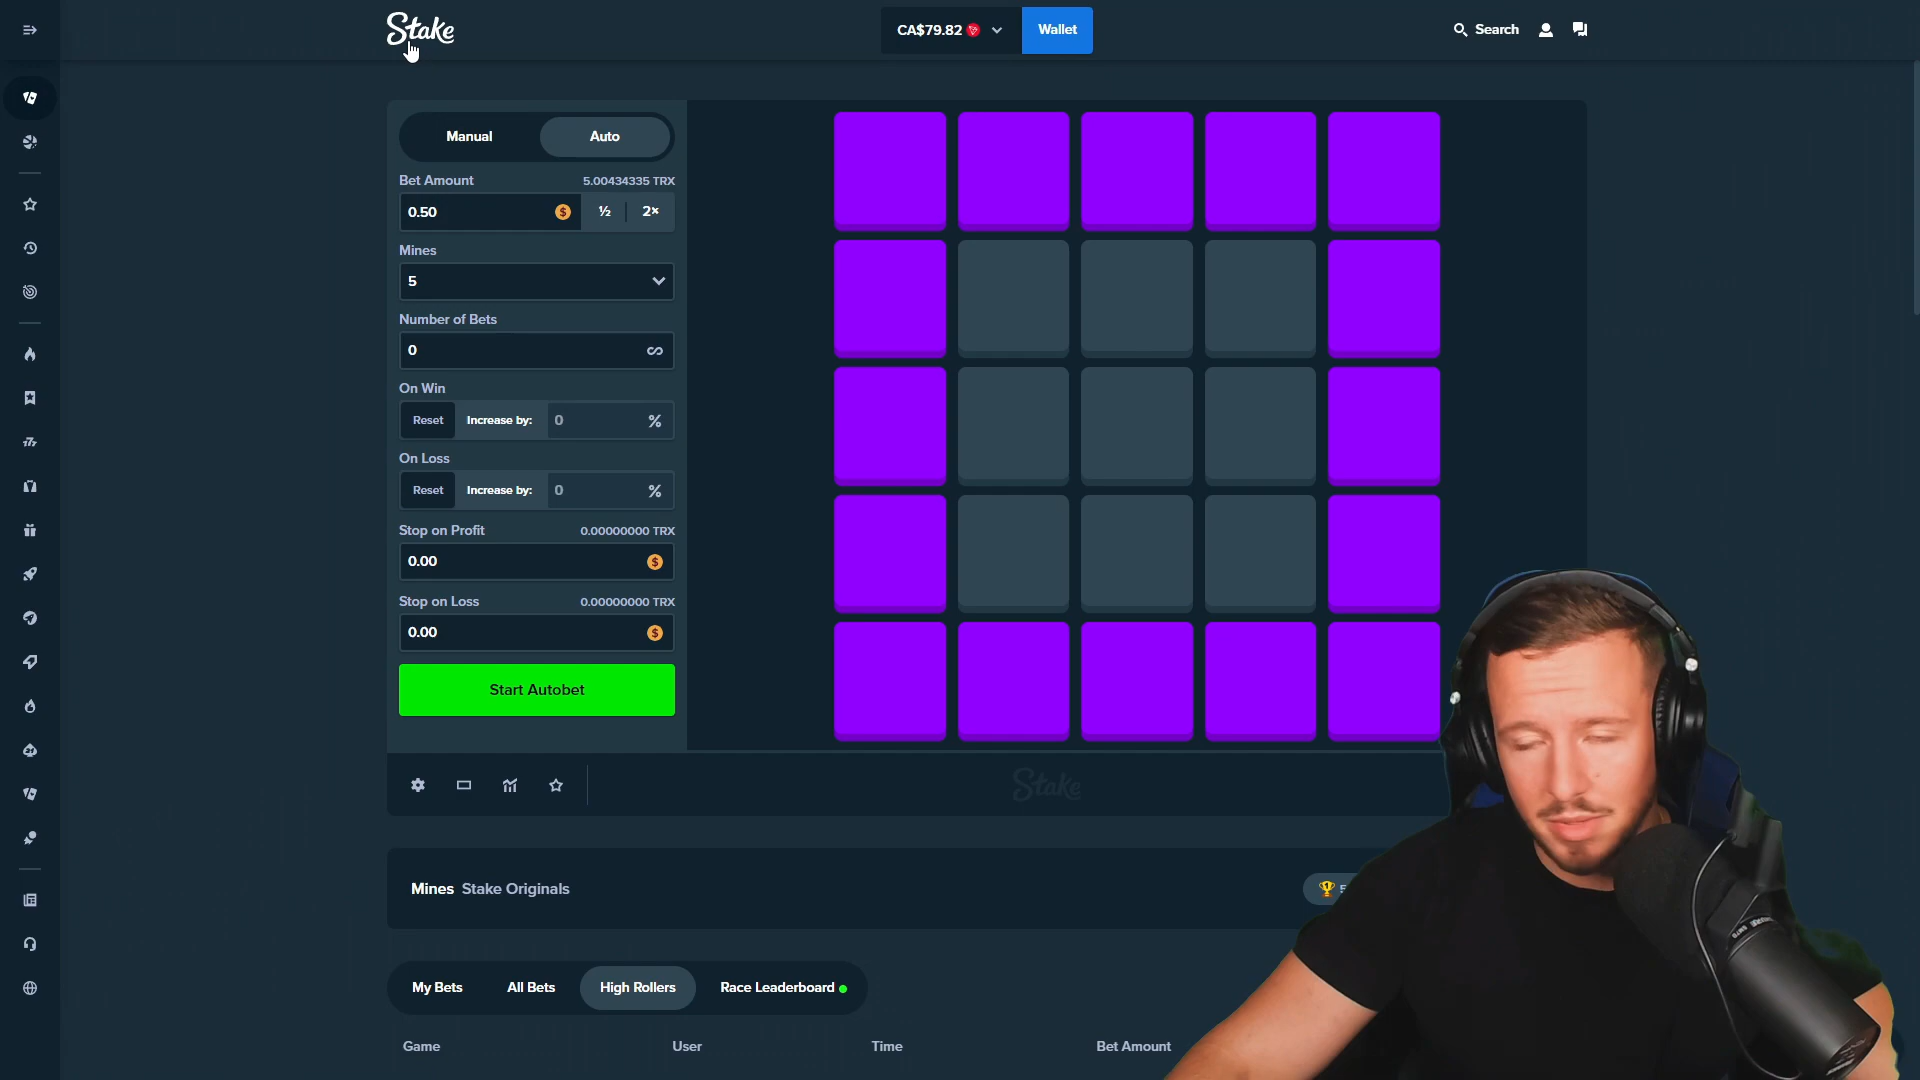 Stake
CA$79.82
Wallet
Search
Manual
Auto
Bet Amount
5.00434335 TRX
0.50
½
2×
Mines
5
Number of Bets
0
On Win
Reset
Increase by:
0
%
On Loss
Reset
Increase by:
0
%
Stop on Profit
0.00000000 TRX
0.00
Stop on Loss
0.00000000 TRX
0.00
Start Autobet
Stake
Mines Stake Originals
My Bets
All Bets
High Rollers
Race Leaderboard
Game
User
Time
Bet Amount